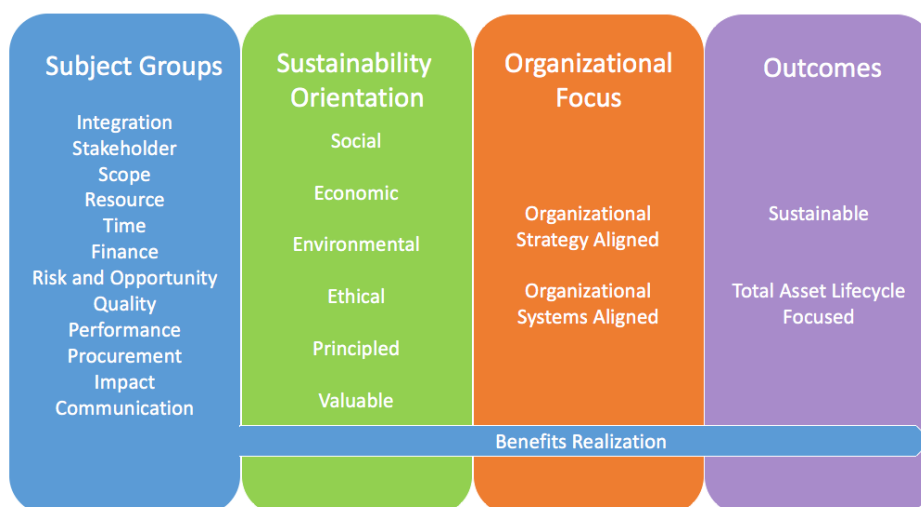 Subject Groups
Integration
Stakeholder
Scope
Resource
Time
Finance
Risk and Opportunity
Quality
Performance
Procurement
Impact
Communication
Sustainability
Orientation
Social
Economic
Environmental
Ethical
Principled
Valuable
Organizational
Focus
Organizational
Strategy Aligned
Organizational
Systems Aligned
Outcomes
Sustainable
Total Asset Lifecycle
Focused
Benefits Realization